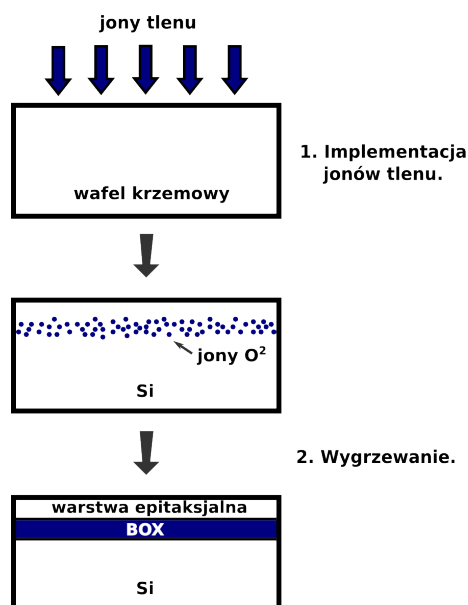 jony tlenu
1. Implementacja
jonów tlenu.
wafel krzemowy
jony O²
Si
2. Wygrzewanie.
warstwa epitaksjalna
BOX
Si